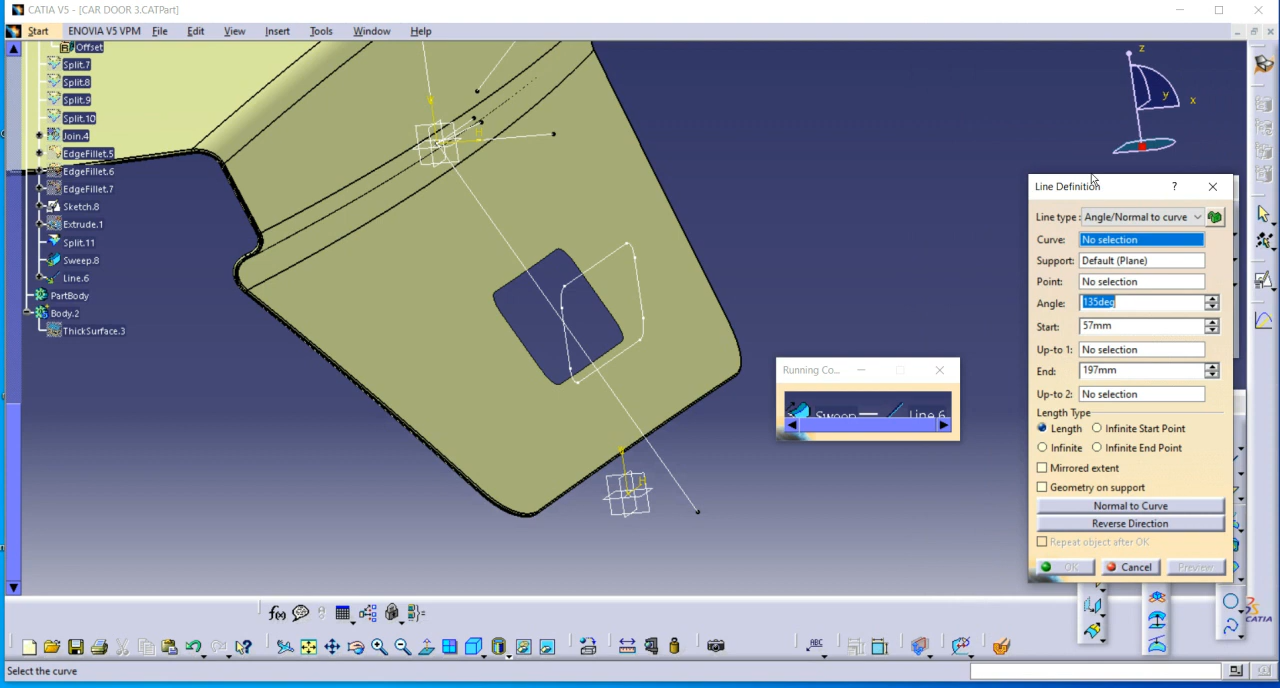 CATIA V5 - [CAR DOOR 3.CATPart]
Start ENOVIA V5 VPM File Edit View Insert Tools Window Help
Offset
Split.7
Split.8
Split.9
Split.10
Join.4
EdgeFillet.5
EdgeFillet.6
EdgeFillet.7
Sketch.8
Extrude.1
Split.11
Sweep.8
Line.6
PartBody
Body.2
ThickSurface.3
H
z
y
x
Running Co...
Sweep
Line 6
Line Definition
?
Line type : Angle/Normal to curve
Curve: No selection
Support: Default (Plane)
Point: No selection
Angle: 135deg
Start: 57mm
Up-to 1: No selection
End: 197mm
Up-to 2: No selection
Length Type
Length Infinite Start Point
Infinite Infinite End Point
Mirrored extent
Geometry on support
Normal to Curve
Reverse Direction
Repeat object after OK
OK Cancel Preview
f(x)
ABC
CATIA
Select the curve